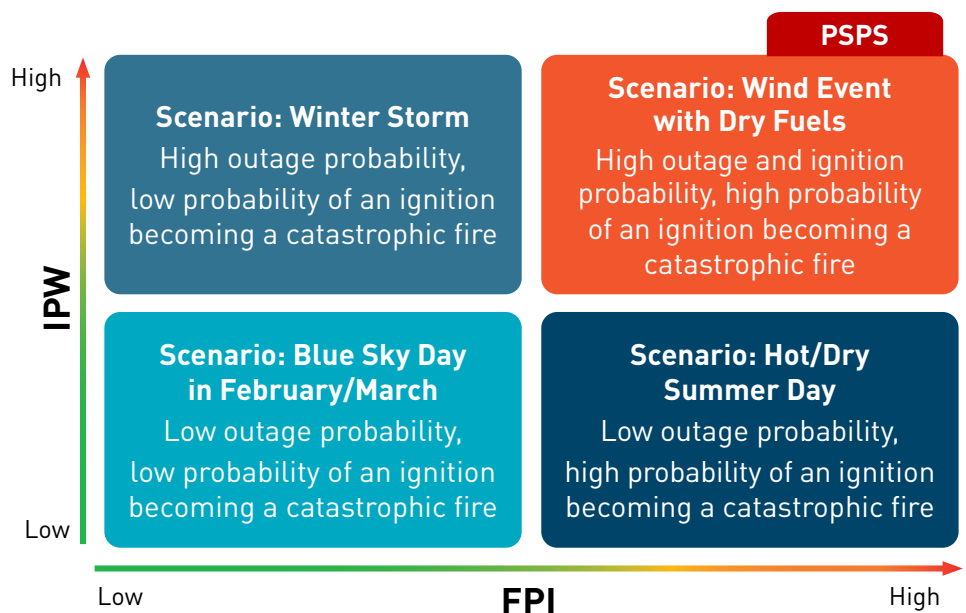 PSPS
High
Scenario: Winter Storm
High outage probability,
low probability of an ignition
becoming a catastrophic fire
Scenario: Wind Event
with Dry Fuels
High outage and ignition
probability, high probability
of an ignition becoming a
catastrophic fire
IPW
Scenario: Blue Sky Day
in February/March
Low outage probability,
low probability of an ignition
becoming a catastrophic fire
Scenario: Hot/Dry
Summer Day
Low outage probability,
high probability of an ignition
becoming a catastrophic fire
Low
Low
FPI
High